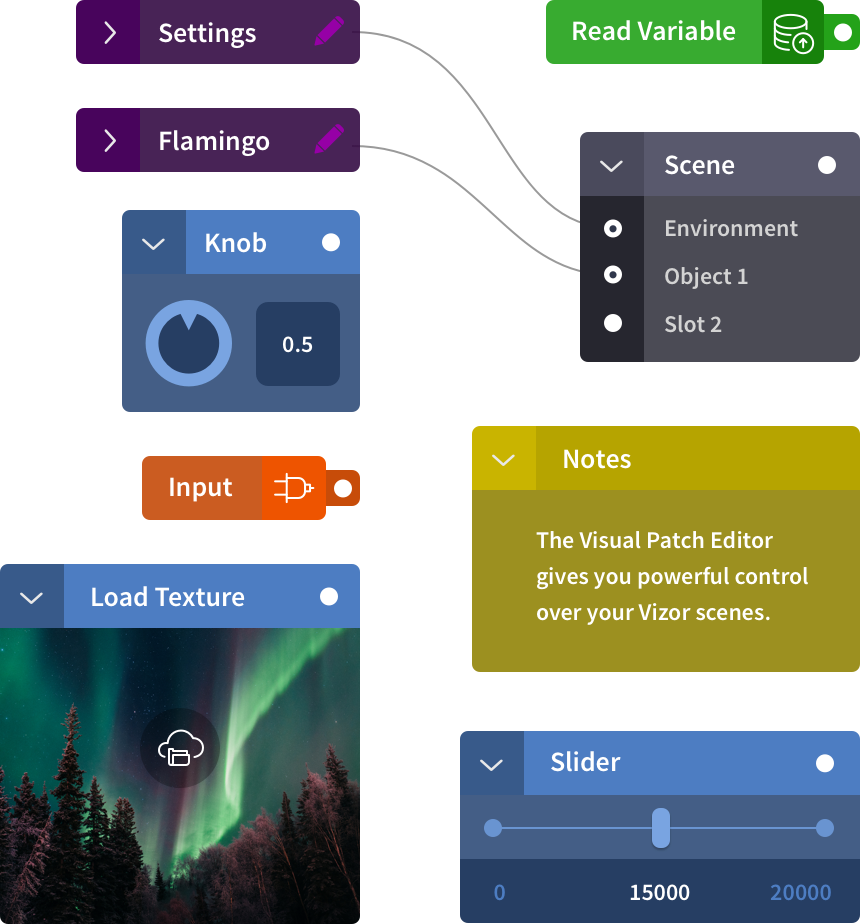 Settings
Read Variable
Flamingo
Scene
Environment
Object 1
Slot 2
Knob
0.5
Input
Notes
The Visual Patch Editor
gives you powerful control
over your Vizor scenes.
Load Texture
Slider
0 15000 20000